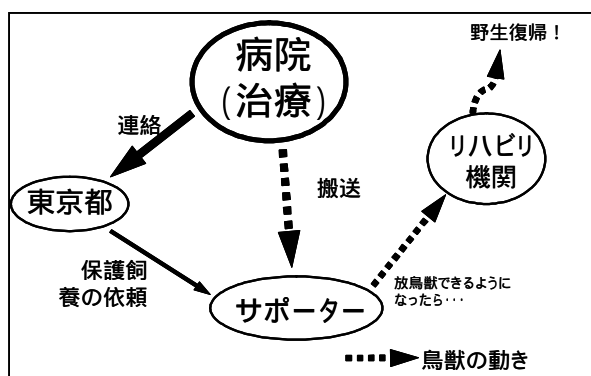 野生復帰！
病院
(治療)
連絡
リハビリ
機関
搬送
東京都
保護飼
養の依頼
放鳥獣できるように
なったら･･･
サポーター
鳥獣の動き